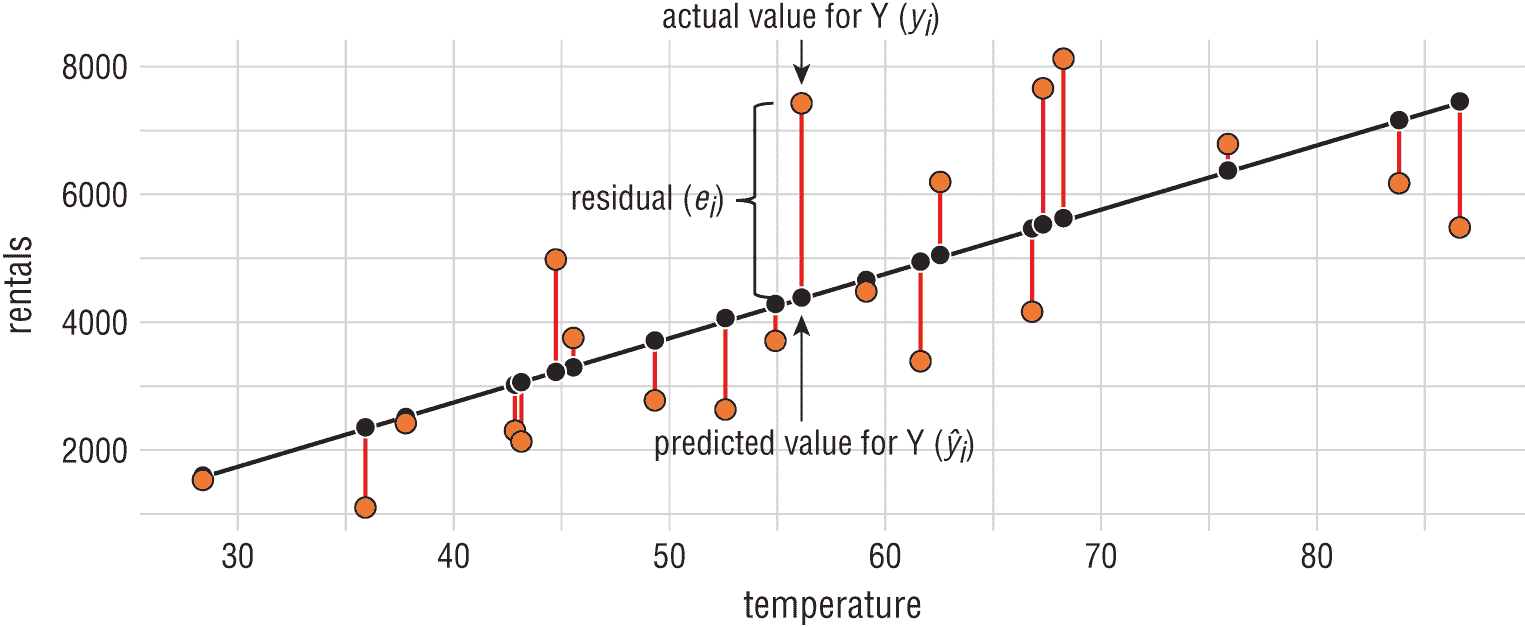 actual value for Y (yi)
8000
6000
4000
2000
rentals
residual (ei)
predicted value for Y (ŷi)
30 40 50 60 70 80
temperature